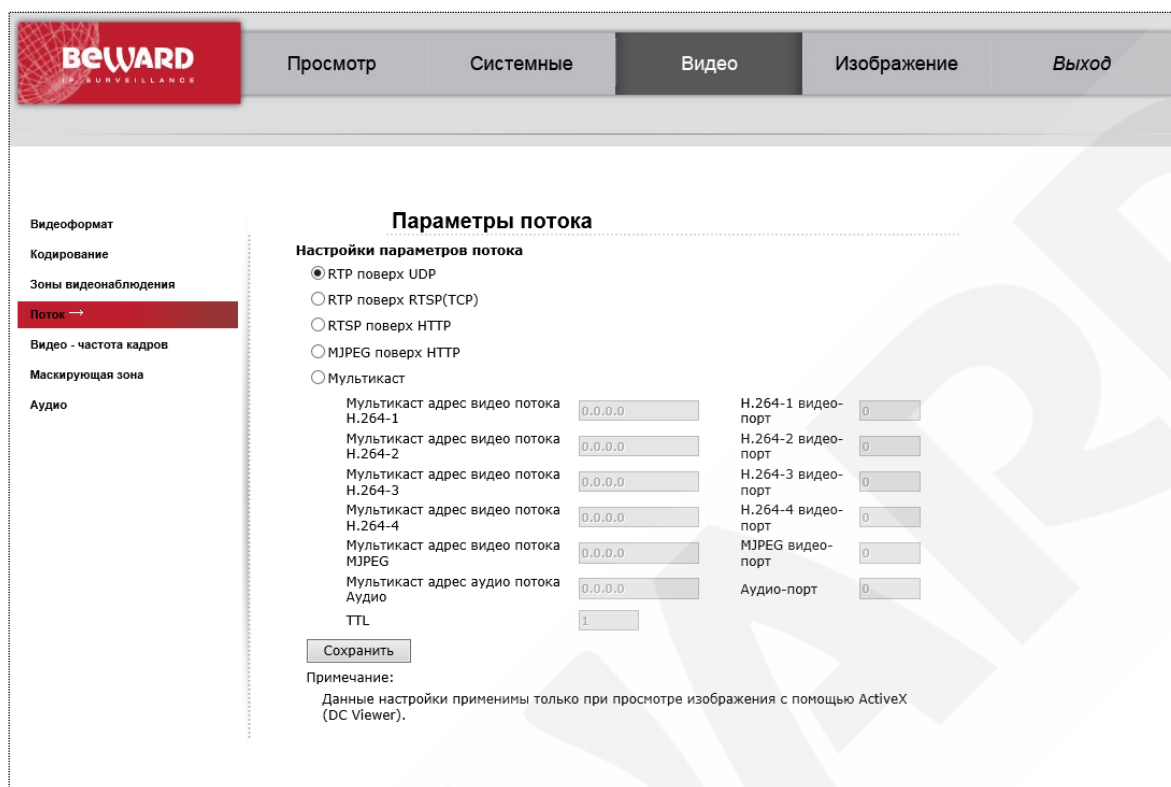 BEWARD
IP SURVEILLANCE
Просмотр
Системные
Видео
Изображение
Выход
Видеоформат
Кодирование
Зоны видеонаблюдения
Поток →
Видео - частота кадров
Маскирующая зона
Аудио
Параметры потока
Настройки параметров потока
RTP поверх UDP
RTP поверх RTSP(TCP)
RTSP поверх HTTP
MJPEG поверх HTTP
Мультикаст
Мультикаст адрес видео потока
H.264-1
0.0.0.0
H.264-1 видео-
порт
0
Мультикаст адрес видео потока
H.264-2
0.0.0.0
H.264-2 видео-
порт
0
Мультикаст адрес видео потока
H.264-3
0.0.0.0
H.264-3 видео-
порт
0
Мультикаст адрес видео потока
H.264-4
0.0.0.0
H.264-4 видео-
порт
0
Мультикаст адрес видео потока
MJPEG
0.0.0.0
MJPEG видео-
порт
0
Мультикаст адрес аудио потока
Аудио
0.0.0.0
Аудио-порт
0
TTL
1
Сохранить
Примечание:
Данные настройки применимы только при просмотре изображения с помощью ActiveX
(DC Viewer).